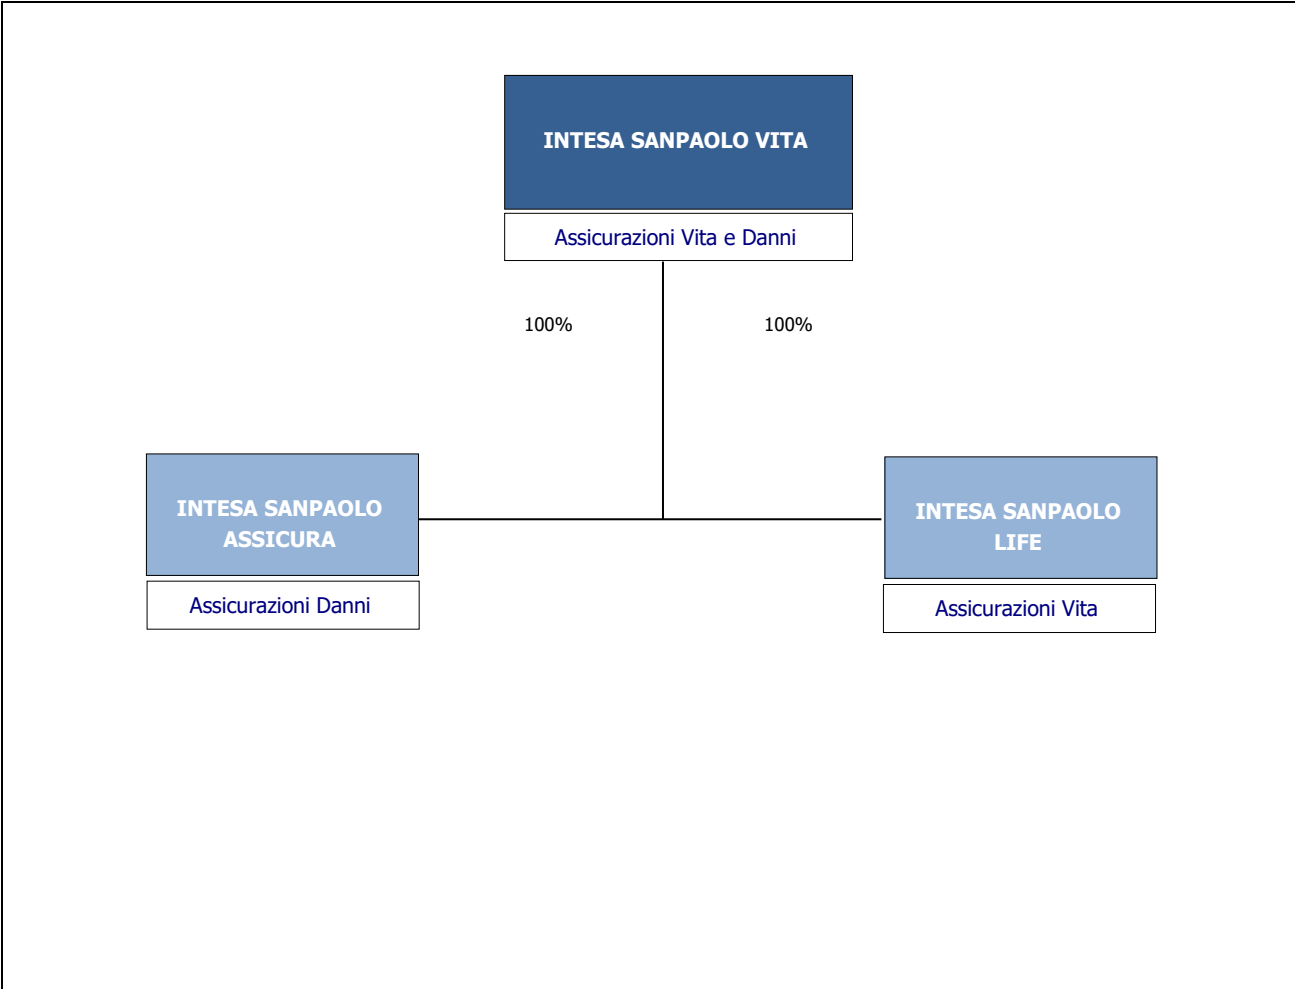 INTESA SANPAOLO VITA
Assicurazioni Vita e Danni
100%
100%
INTESA SANPAOLO
ASSICURA
Assicurazioni Danni
INTESA SANPAOLO
LIFE
Assicurazioni Vita